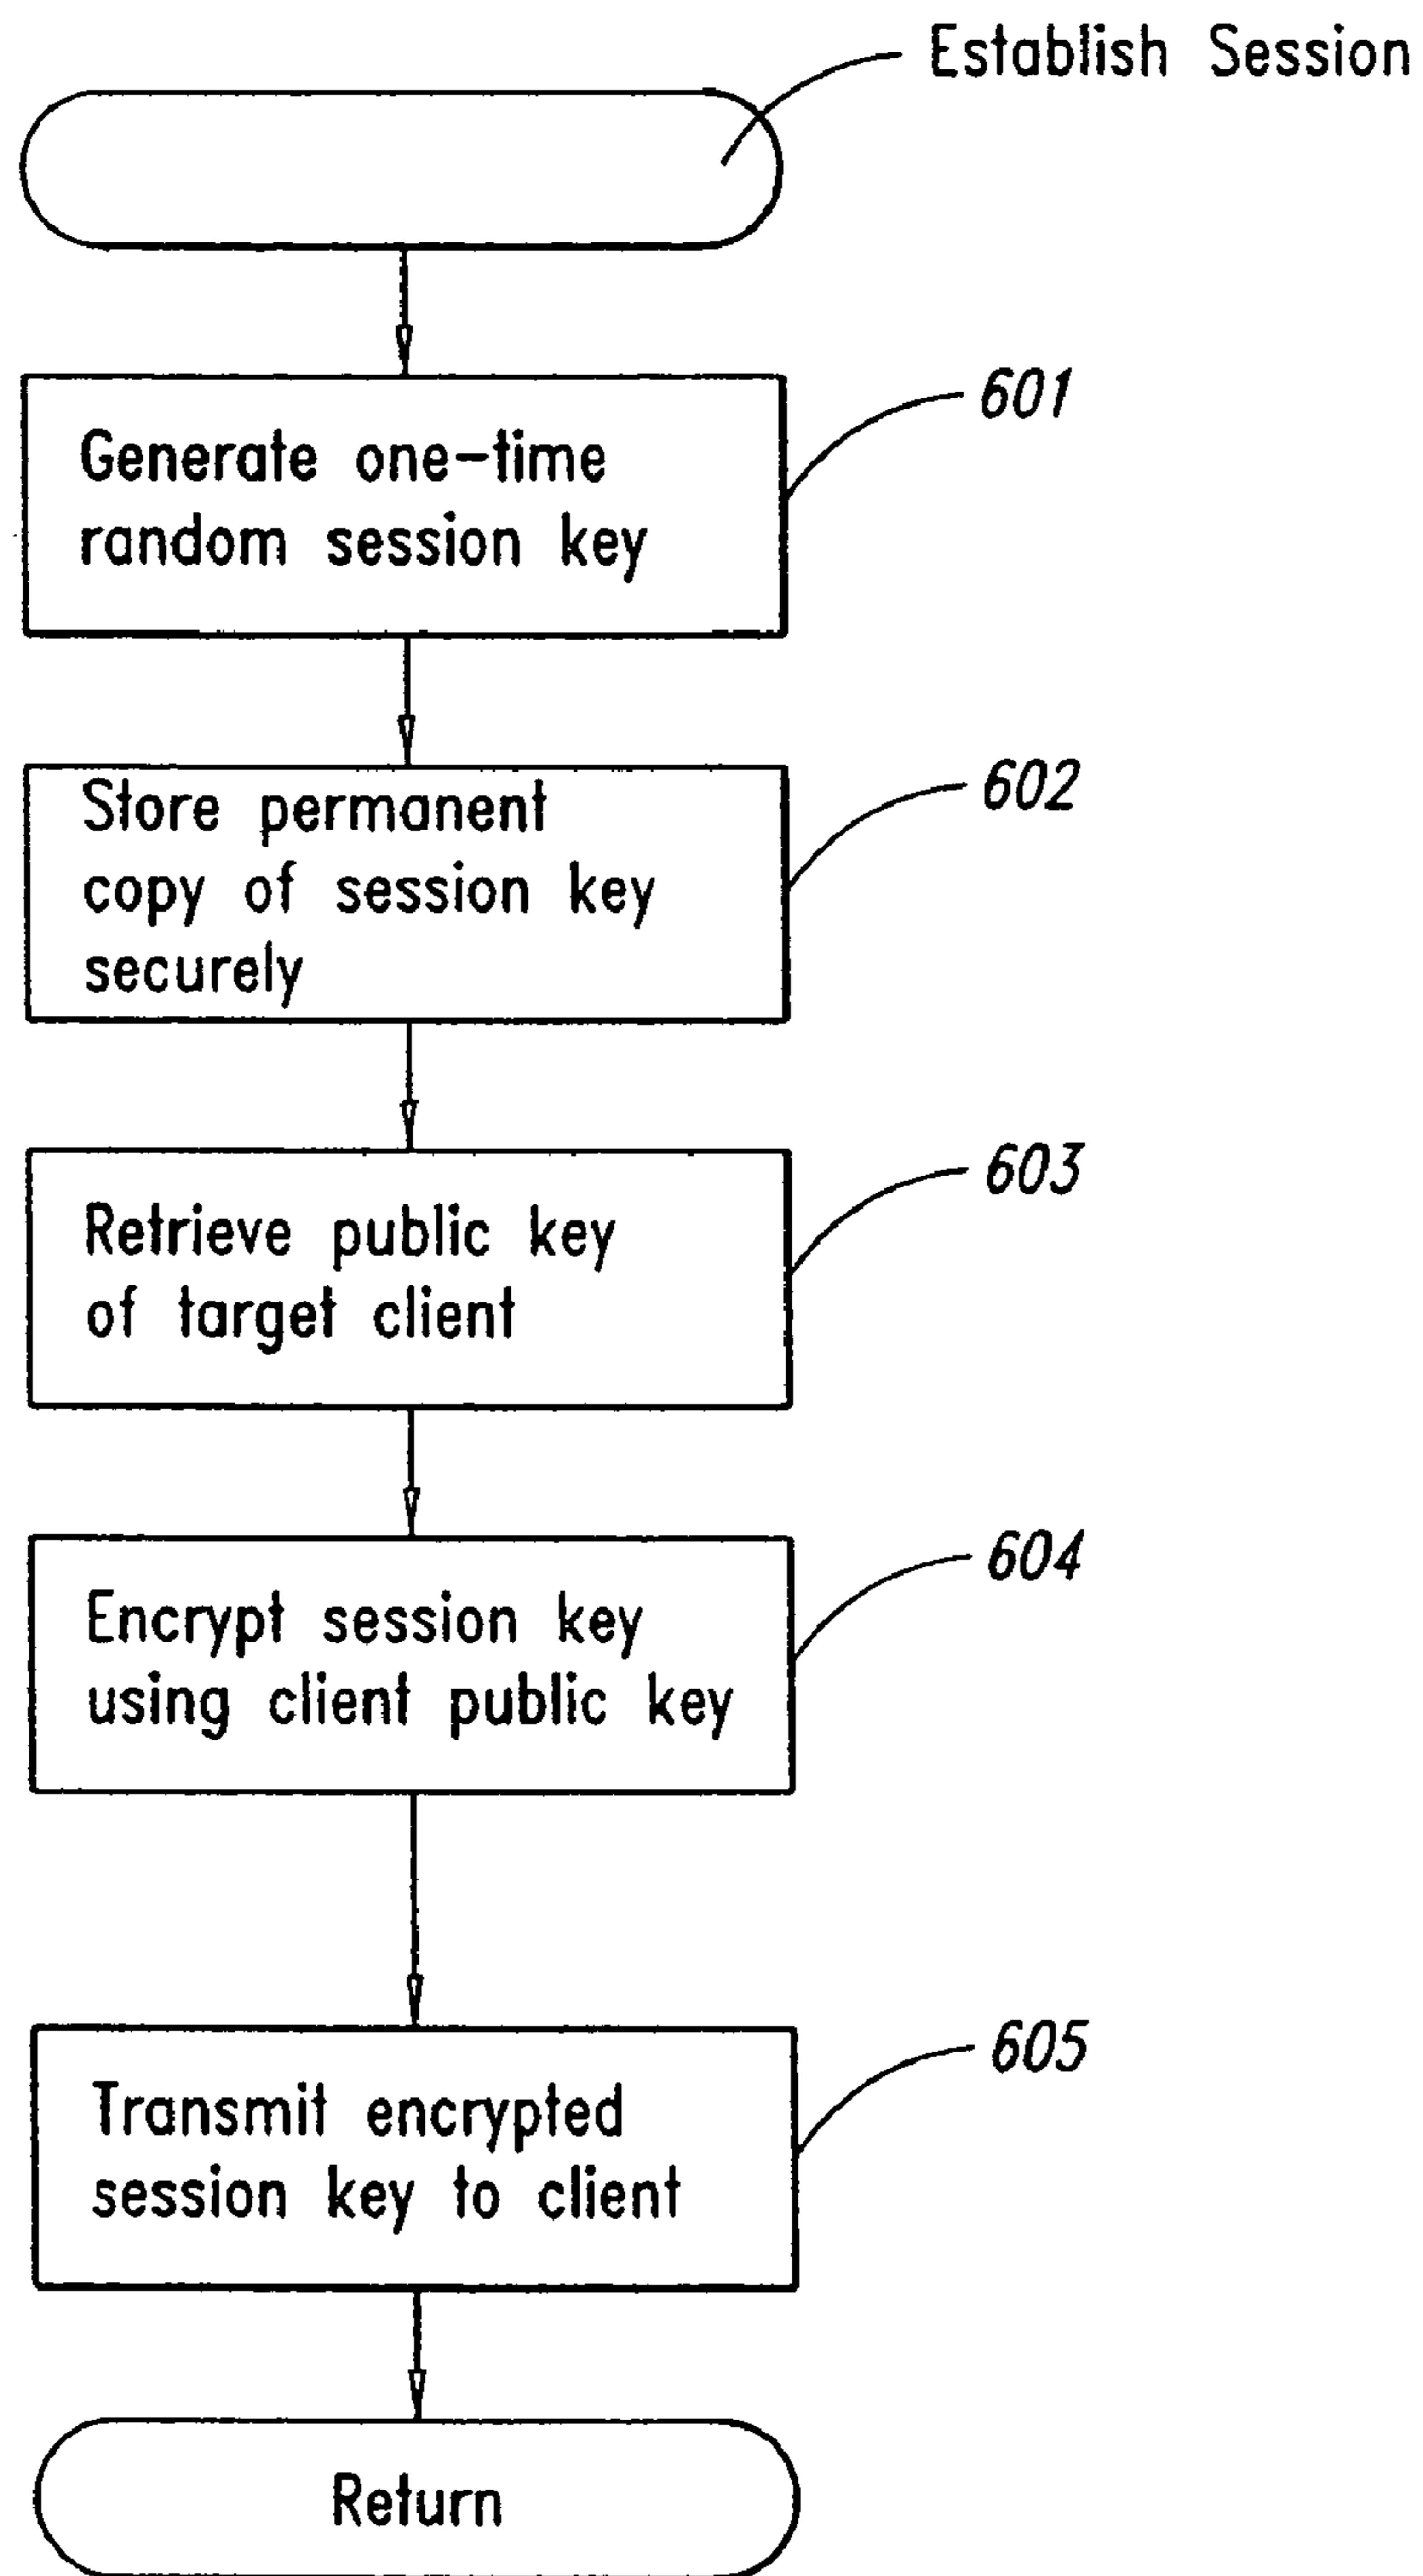 Establish Session
601
Generate one-time
random session key
602
Store permanent
copy of session key
securely
603
Retrieve public key
of target client
604
Encrypt session key
using client public key
605
Transmit encrypted
session key to client
Return